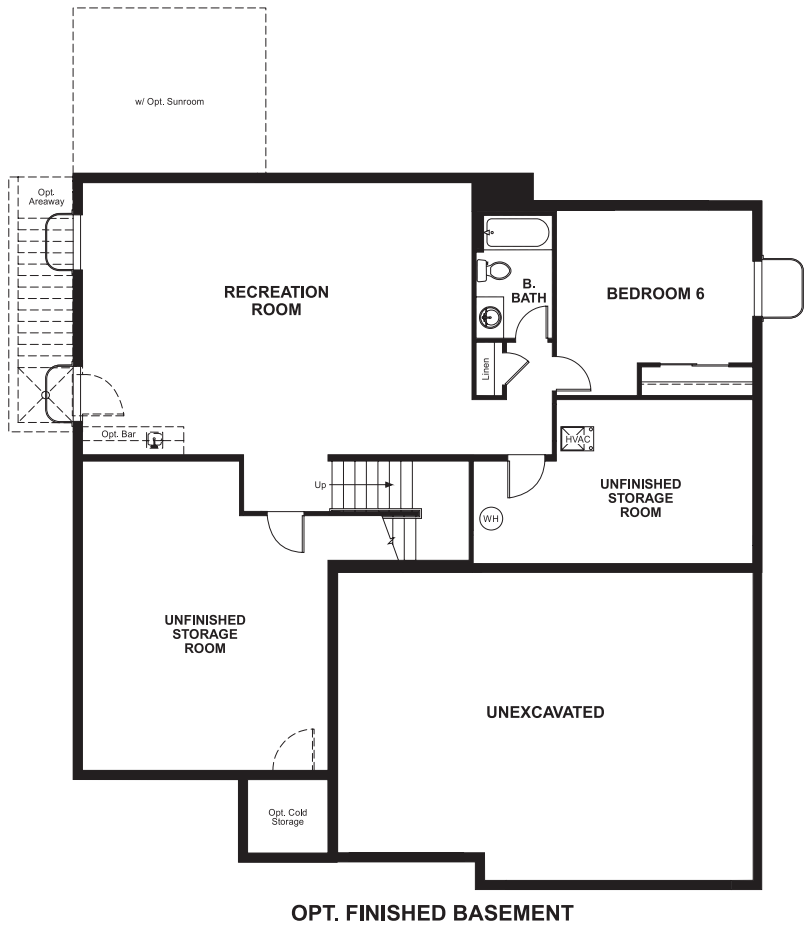 w/ Opt. Sunroom
Opt.
Areaway
RECREATION
ROOM
B.
BATH
BEDROOM 6
Linen
Opt. Bar
HVAC
Up
UNFINISHED
STORAGE
ROOM
WH
UNFINISHED
STORAGE
ROOM
UNEXCAVATED
Opt. Cold
Storage
OPT. FINISHED BASEMENT